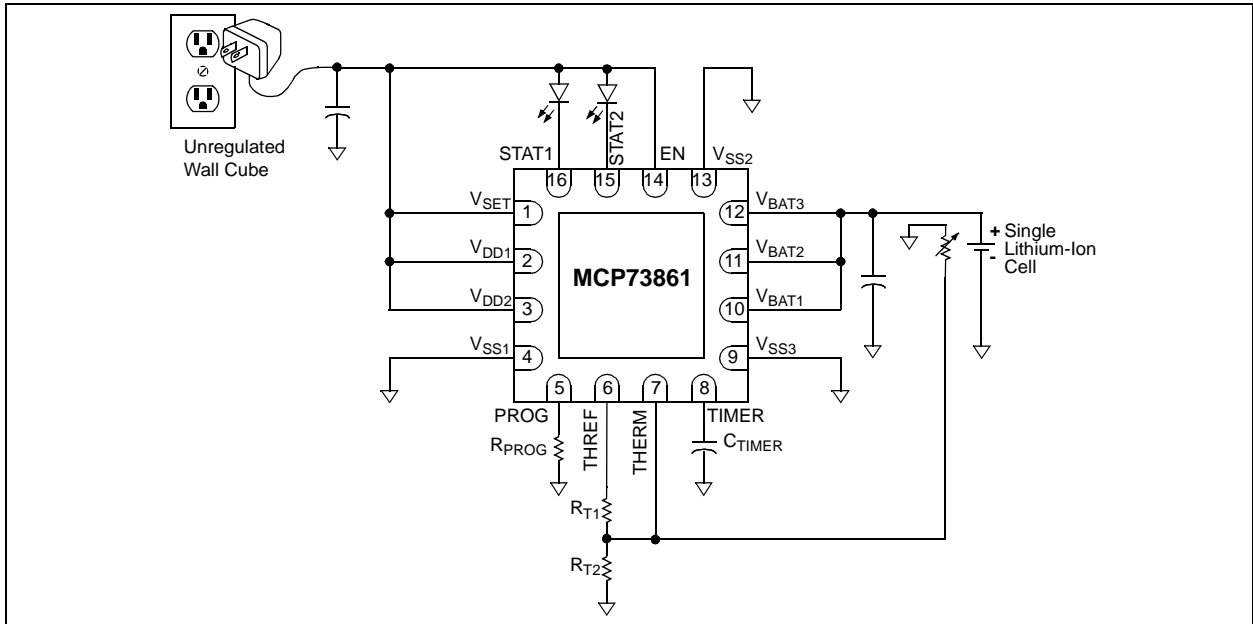 Unregulated
Wall Cube
STAT1
STAT2
EN
VSS2
16
15
14
13
VSET
1
VDD1
2
VDD2
3
VSS1
4
MCP73861
12
VBAT3
11
VBAT2
10
VBAT1
9
VSS3
+ Single
- Lithium-Ion
Cell
5
6
7
8
PROG
THREF
THERM
TIMER
RPROG
CTIMER
RT1
RT2